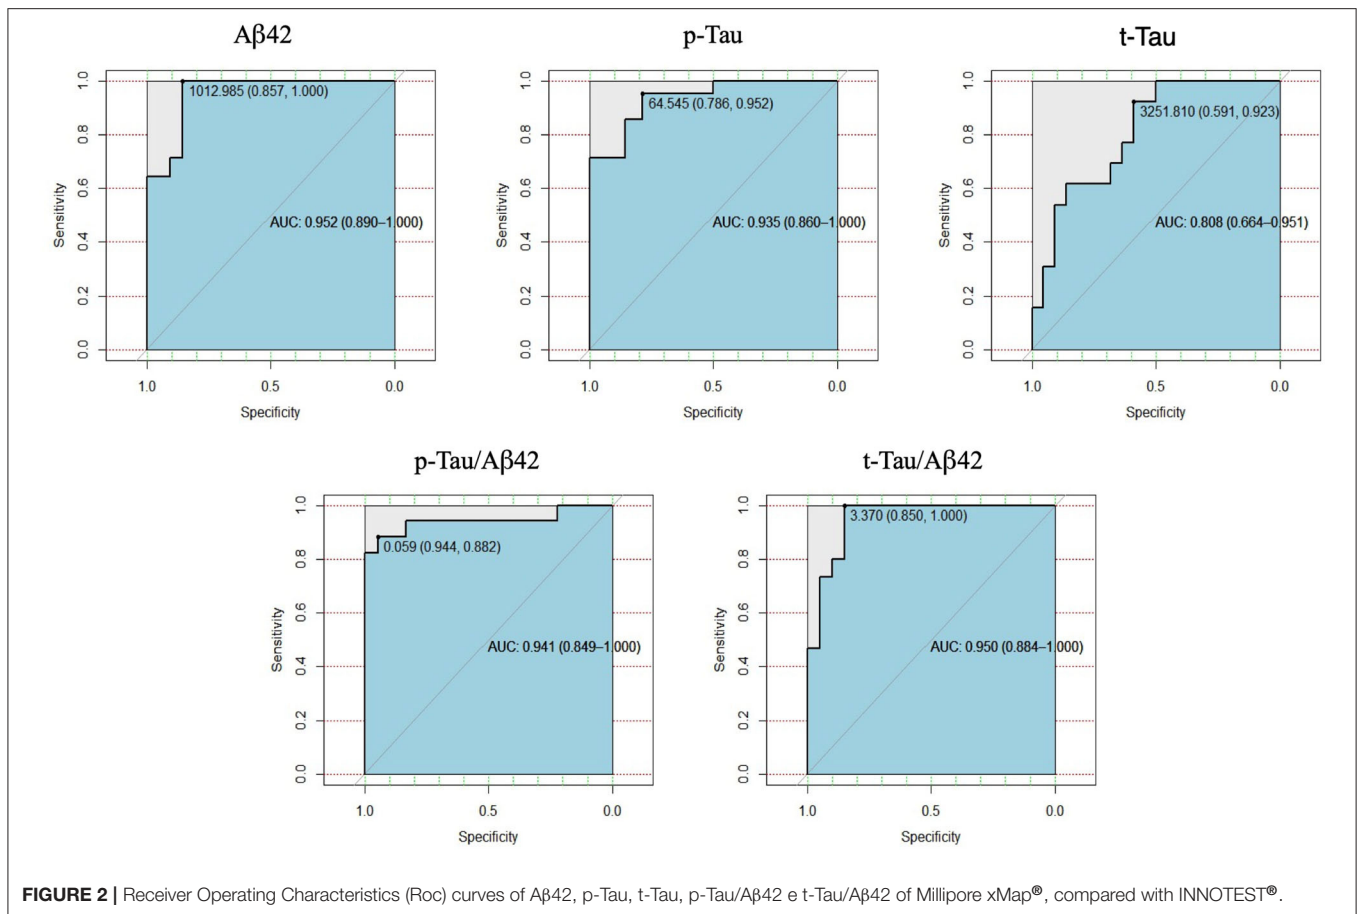 Aβ42
p-Tau
t-Tau
Sensitivity
1.0
0.8
0.6
0.4
0.2
0.0
1012.985 (0.857, 1.000)
AUC: 0.952 (0.890–1.000)
1.0
0.5
0.0
Specificity
Sensitivity
1.0
0.8
0.6
0.4
0.2
0.0
64.545 (0.786, 0.952)
AUC: 0.935 (0.860–1.000)
1.0
0.5
0.0
Specificity
Sensitivity
1.0
0.8
0.6
0.4
0.2
0.0
3251.810 (0.591, 0.923)
AUC: 0.808 (0.664–0.951)
1.0
0.5
0.0
Specificity
p-Tau/Aβ42
t-Tau/Aβ42
Sensitivity
1.0
0.8
0.6
0.4
0.2
0.0
0.059 (0.944, 0.882)
AUC: 0.941 (0.849–1.000)
1.0
0.5
0.0
Specificity
Sensitivity
1.0
0.8
0.6
0.4
0.2
0.0
3.370 (0.850, 1.000)
AUC: 0.950 (0.884–1.000)
1.0
0.5
0.0
Specificity
FIGURE 2 | Receiver Operating Characteristics (Roc) curves of Aβ42, p-Tau, t-Tau, p-Tau/Aβ42 e t-Tau/Aβ42 of Millipore xMap®, compared with INNOTEST®.